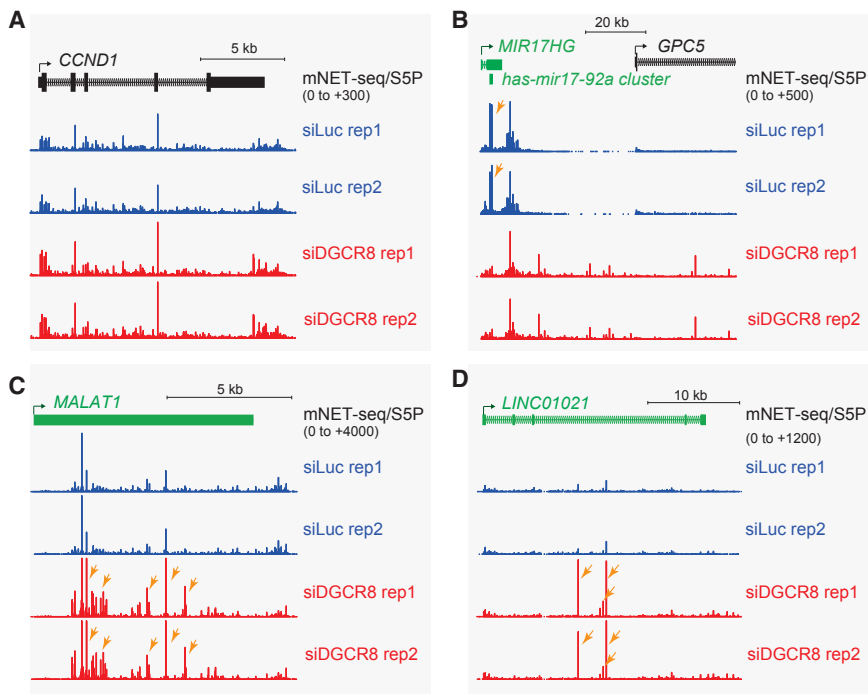 A
CCND1
5 kb
mNET-seq/S5P
(0 to +300)
siLuc rep1
siLuc rep2
siDGCR8 rep1
siDGCR8 rep2
B
20 kb
MIR17HG
GPC5
has-mir17-92a cluster
mNET-seq/S5P
(0 to +500)
siLuc rep1
siLuc rep2
siDGCR8 rep1
siDGCR8 rep2
C
MALAT1
5 kb
mNET-seq/S5P
(0 to +4000)
siLuc rep1
siLuc rep2
siDGCR8 rep1
siDGCR8 rep2
D
LINC01021
10 kb
mNET-seq/S5P
(0 to +1200)
siLuc rep1
siLuc rep2
siDGCR8 rep1
siDGCR8 rep2